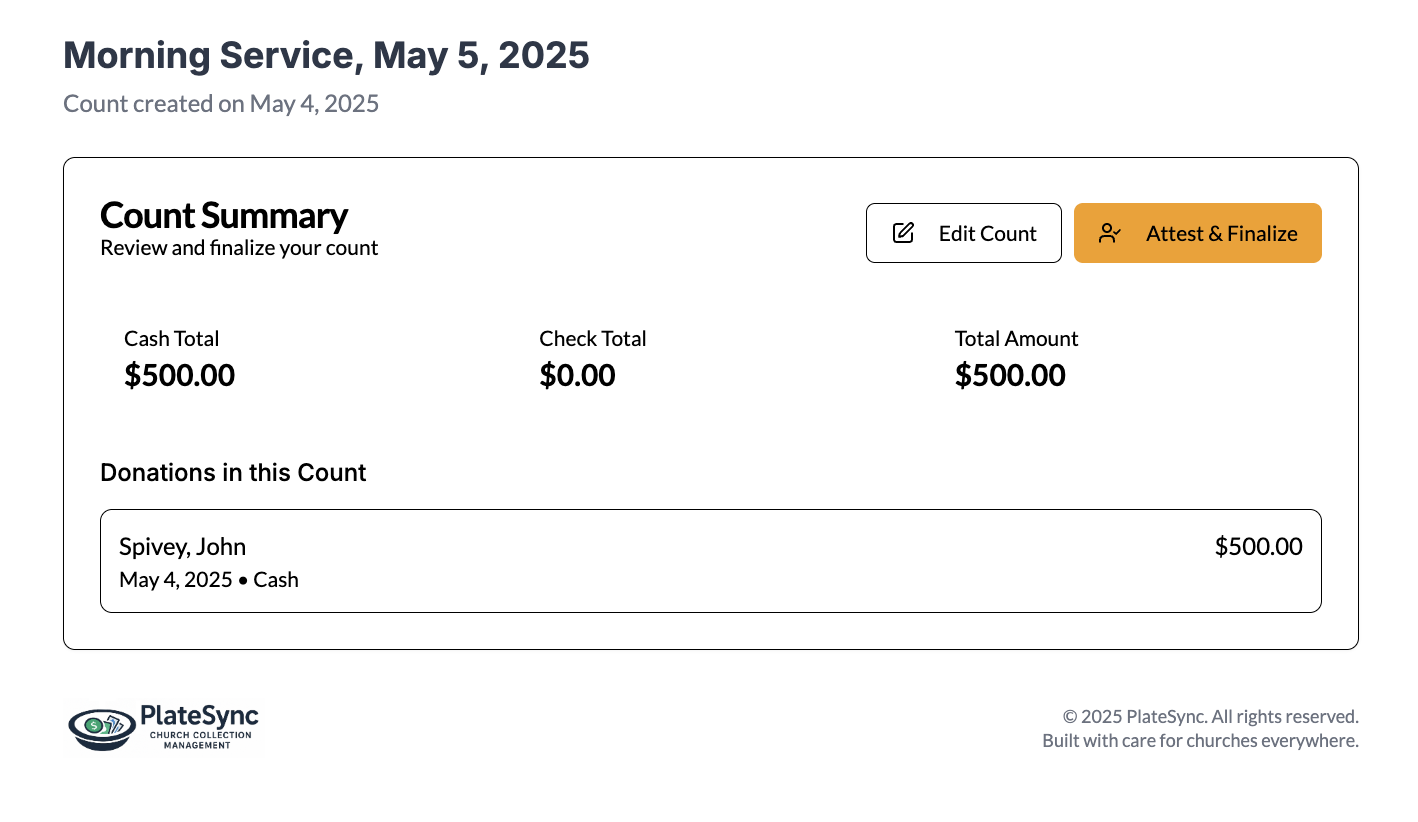 Morning Service, May 5, 2025
Count created on May 4, 2025
Count Summary
Review and finalize your count
Edit Count
Attest & Finalize
Cash Total
$500.00
Check Total
$0.00
Total Amount
$500.00
Donations in this Count
Spivey, John
$500.00
May 4, 2025 • Cash
$
PlateSync
CHURCH COLLECTION
MANAGEMENT
© 2025 PlateSync. All rights reserved.
Built with care for churches everywhere.